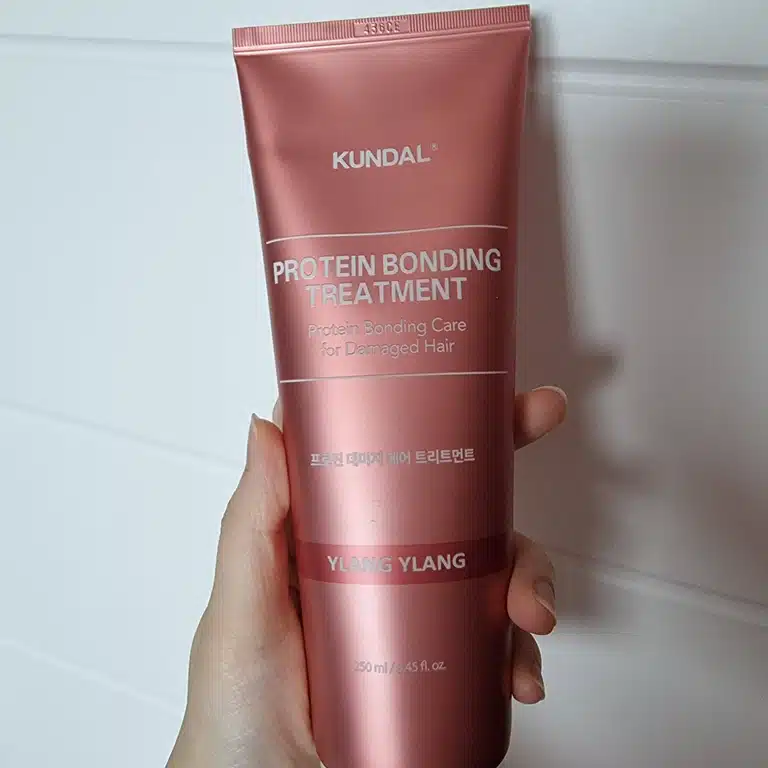 KUNDAL®
PROTEIN BONDING
TREATMENT
Protein Bonding Care
for Damaged Hair
프로틴 데미지 케어 트리트먼트
YLANG YLANG
250 ml / 8.45 fl. oz.